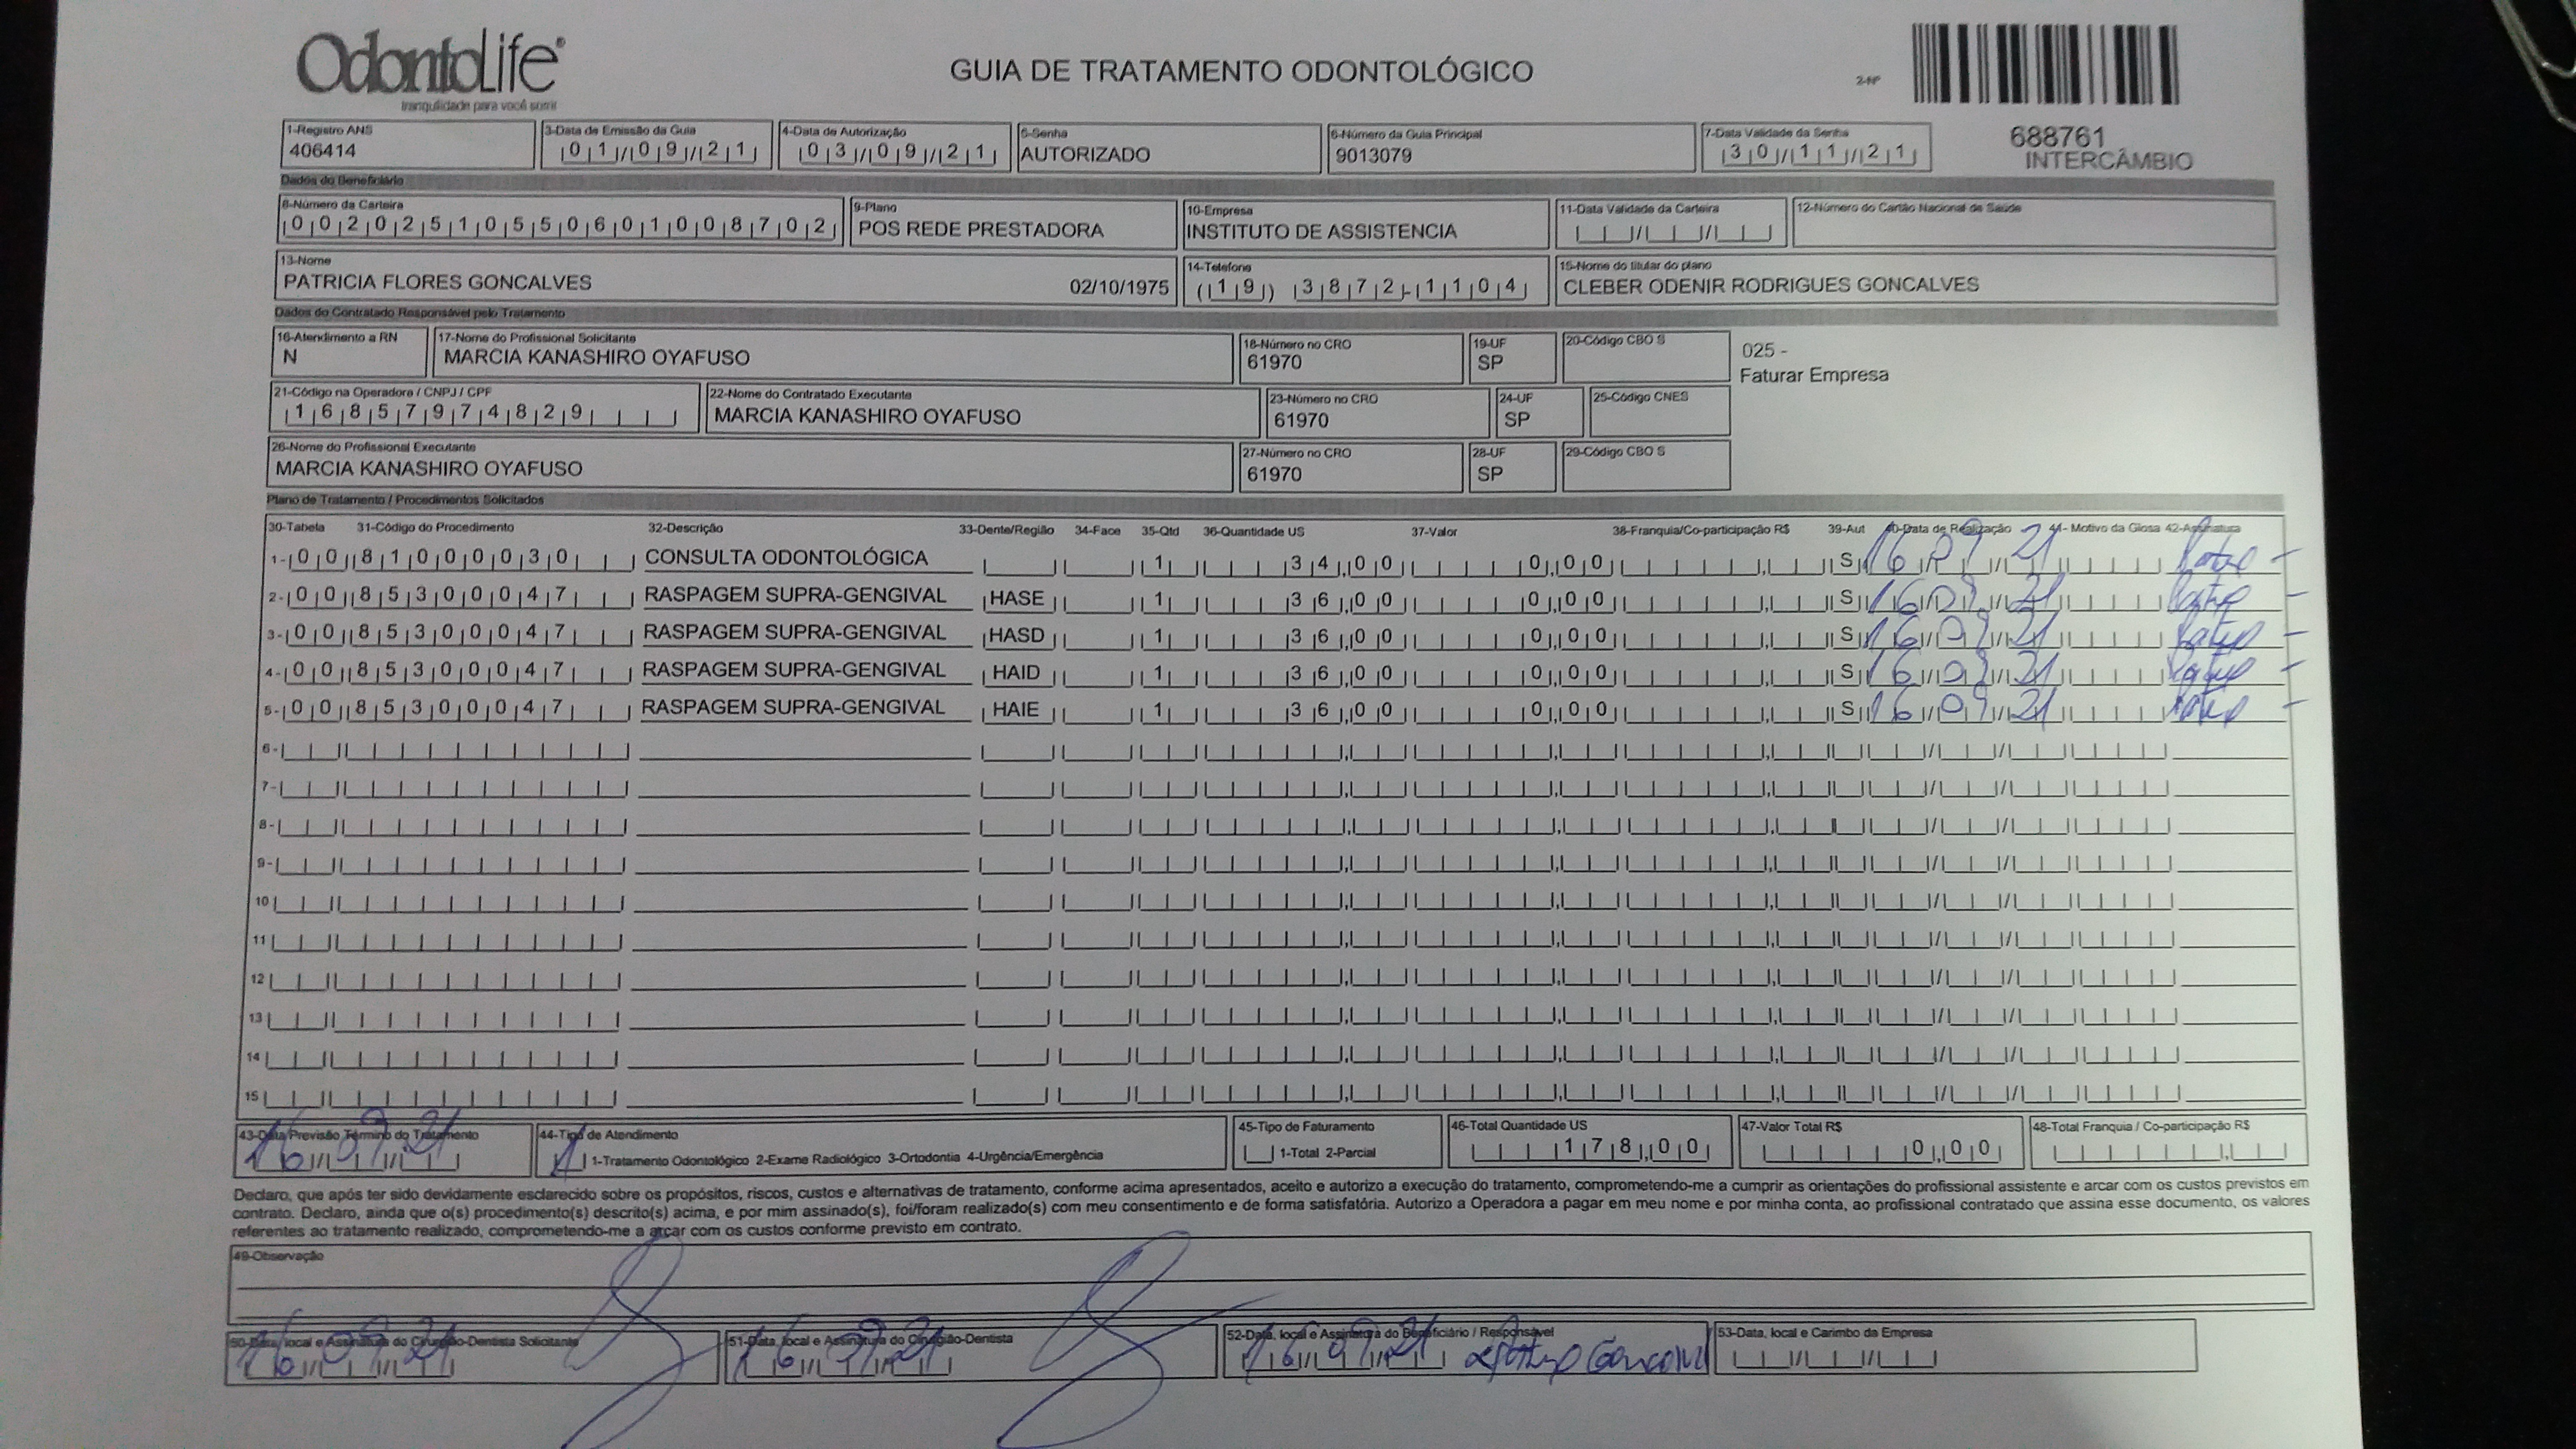 OdontoLife®
tranquilidade para você sorrir
GUIA DE TRATAMENTO ODONTOLÓGICO
2-Nº
688761
INTERCÂMBIO
1-Registro ANS 406414
3-Data de Emissão da Guia 01/09/21
4-Data de Autorização 03/09/21
5-Senha AUTORIZADO
6-Número da Guia Principal 9013079
7-Data Validade da Senha 30/11/21
Dados do Beneficiário
8-Número da Carteira 00202510550601008702
9-Plano POS REDE PRESTADORA
10-Empresa INSTITUTO DE ASSISTENCIA
11-Data Validade da Carteira
12-Número do Cartão Nacional de Saúde
13-Nome PATRICIA FLORES GONCALVES 02/10/1975
14-Telefone (19) 3872-1104
15-Nome do titular do plano CLEBER ODENIR RODRIGUES GONCALVES
Dados do Contratado Responsável pelo Tratamento
16-Atendimento a RN N
17-Nome do Profissional Solicitante MARCIA KANASHIRO OYAFUSO
18-Número no CRO 61970
19-UF SP
20-Código CBO S
025 -
Faturar Empresa
21-Código na Operadora / CNPJ / CPF 16857974829
22-Nome do Contratado Executante MARCIA KANASHIRO OYAFUSO
23-Número no CRO 61970
24-UF SP
25-Código CNES
26-Nome do Profissional Executante MARCIA KANASHIRO OYAFUSO
27-Número no CRO 61970
28-UF SP
29-Código CBO S
Plano de Tratamento / Procedimentos Solicitados
30-Tabela 31-Código do Procedimento 32-Descrição 33-Dente/Região 34-Face 35-Qtd 36-Quantidade US 37-Valor 38-Franquia/Co-participação R$ 39-Aut 40-Data de Realização 41- Motivo da Glosa 42-Assinatura
1- 00 81000030 CONSULTA ODONTOLÓGICA 1 34,00 0,00 S 16/09/21
2- 00 85300047 RASPAGEM SUPRA-GENGIVAL HASE 1 36,00 0,00 S 16/09/21
3- 00 85300047 RASPAGEM SUPRA-GENGIVAL HASD 1 36,00 0,00 S 16/09/21
4- 00 85300047 RASPAGEM SUPRA-GENGIVAL HAID 1 36,00 0,00 S 16/09/21
5- 00 85300047 RASPAGEM SUPRA-GENGIVAL HAIE 1 36,00 0,00 S 16/09/21
6-
7-
8-
9-
10
11
12
13
14
15
43-Data Previsão Término do Tratamento 16/09/21
44-Tipo de Atendimento 1 1-Tratamento Odontológico 2-Exame Radiológico 3-Ortodontia 4-Urgência/Emergência
45-Tipo de Faturamento 1-Total 2-Parcial
46-Total Quantidade US 178,00
47-Valor Total R$ 0,00
48-Total Franquia / Co-participação R$
Declaro, que após ter sido devidamente esclarecido sobre os propósitos, riscos, custos e alternativas de tratamento, conforme acima apresentados, aceito e autorizo a execução do tratamento, comprometendo-me a cumprir as orientações do profissional assistente e arcar com os custos previstos em
contrato. Declaro, ainda que o(s) procedimento(s) descrito(s) acima, e por mim assinado(s), foi/foram realizado(s) com meu consentimento e de forma satisfatória. Autorizo a Operadora a pagar em meu nome e por minha conta, ao profissional contratado que assina esse documento, os valores
referentes ao tratamento realizado, comprometendo-me a arcar com os custos conforme previsto em contrato.
49-Observação
50-Data, local e Assinatura do Cirurgião-Dentista Solicitante 16/09/21
51-Data, local e Assinatura do Cirurgião-Dentista 16/09/21
52-Data, local e Assinatura do Beneficiário / Responsável 16/09/21
53-Data, local e Carimbo da Empresa